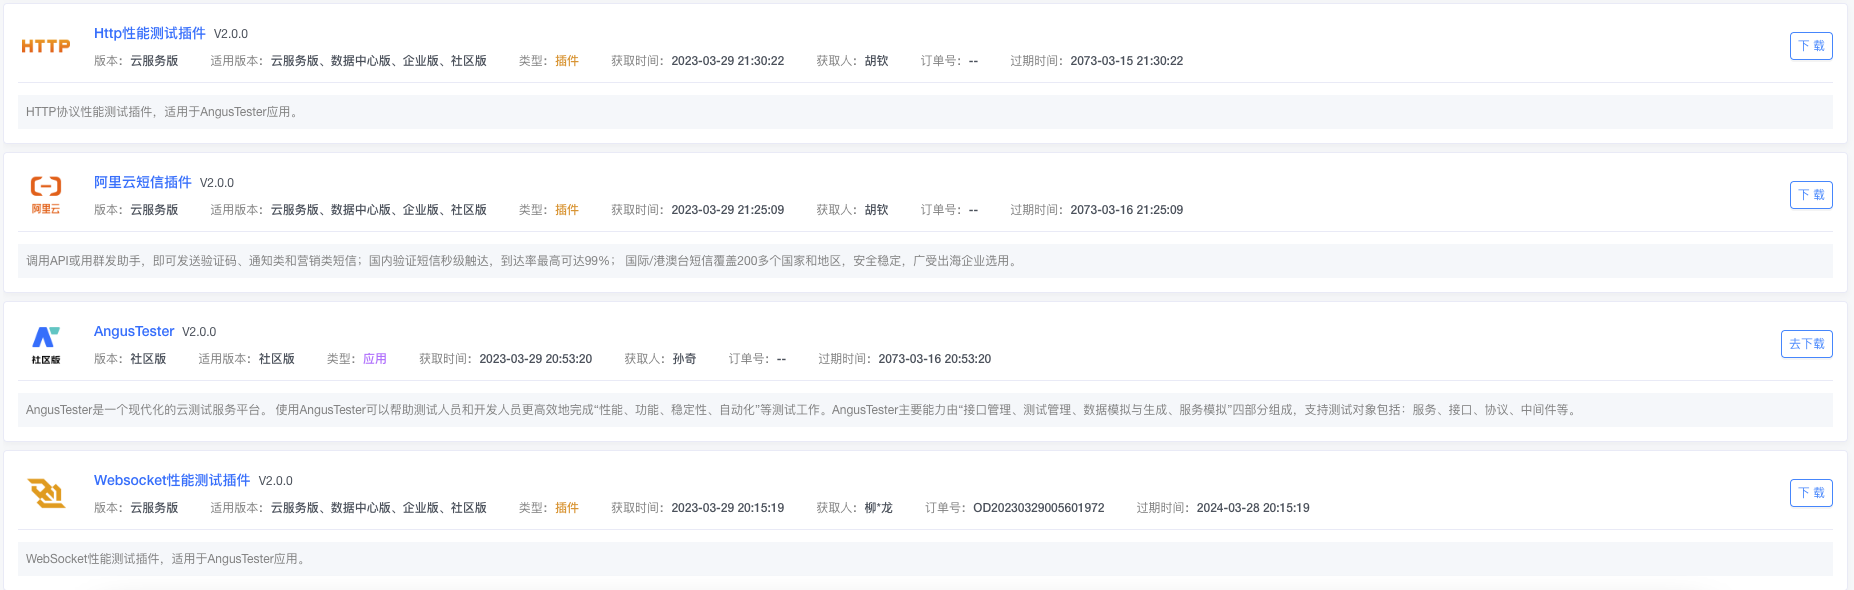 HTTP
Http性能测试插件 V2.0.0
版本：云服务版 适用版本：云服务版、数据中心版、企业版、社区版 类型：插件 获取时间：2023-03-29 21:30:22 获取人：胡钦 订单号：-- 过期时间：2073-03-15 21:30:22
下 载
HTTP协议性能测试插件，适用于AngusTester应用。
阿里云
阿里云短信插件 V2.0.0
版本：云服务版 适用版本：云服务版、数据中心版、企业版、社区版 类型：插件 获取时间：2023-03-29 21:25:09 获取人：胡钦 订单号：-- 过期时间：2073-03-16 21:25:09
下 载
调用API或用群发助手，即可发送验证码、通知类和营销类短信；国内验证短信秒级触达，到达率最高可达99%； 国际/港澳台短信覆盖200多个国家和地区，安全稳定，广受出海企业选用。
社区版
AngusTester V2.0.0
版本：社区版 适用版本：社区版 类型：应用 获取时间：2023-03-29 20:53:20 获取人：孙奇 订单号：-- 过期时间：2073-03-16 20:53:20
去下载
AngusTester是一个现代化的云测试服务平台。 使用AngusTester可以帮助测试人员和开发人员更高效地完成“性能、功能、稳定性、自动化”等测试工作。AngusTester主要能力由“接口管理、测试管理、数据模拟与生成、服务模拟”四部分组成，支持测试对象包括：服务、接口、协议、中间件等。
Websocket性能测试插件 V2.0.0
版本：云服务版 适用版本：云服务版、数据中心版、企业版、社区版 类型：插件 获取时间：2023-03-29 20:15:19 获取人：柳*龙 订单号：OD20230329005601972 过期时间：2024-03-28 20:15:19
下 载
WebSocket性能测试插件，适用于AngusTester应用。